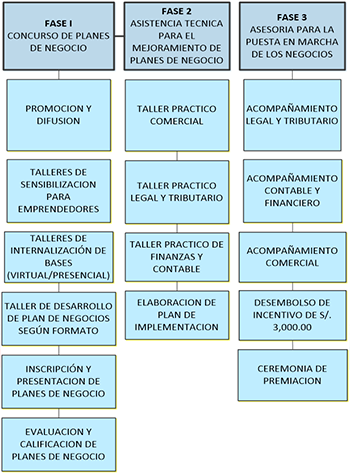 FASE I
CONCURSO DE PLANES
DE NEGOCIO
PROMOCION Y
DIFUSION
TALLERES DE
SENSIBILIZACION
PARA
EMPRENDEDORES
TALLERES DE
INTERNALIZACIÓN DE
BASES
(VIRTUAL/PRESENCIAL)
TALLER DE DESARROLLO
DE PLAN DE NEGOCIOS
SEGÚN FORMATO
INSCRIPCIÓN Y
PRESENTACION DE
PLANES DE NEGOCIO
EVALUACION Y
CALIFICACION DE
PLANES DE NEGOCIO
FASE 2
ASISTENCIA TECNICA
PARA EL
MEJORAMIENTO DE
PLANES DE NEGOCIO
TALLER PRACTICO
COMERCIAL
TALLER PRACTICO
LEGAL Y TRIBUTARIO
TALLER PRACTICO DE
FINANZAS Y
CONTABLE
ELABORACION DE
PLAN DE
IMPLEMENTACION
FASE 3
ASESORIA PARA LA
PUESTA EN MARCHA
DE LOS NEGOCIOS
ACOMPAÑAMIENTO
LEGAL Y TRIBUTARIO
ACOMPAÑAMIENTO
CONTABLE Y
FINANCIERO
ACOMPAÑAMIENTO
COMERCIAL
DESEMBOLSO DE
INCENTIVO DE S/.
3,000.00
CEREMONIA DE
PREMIACION